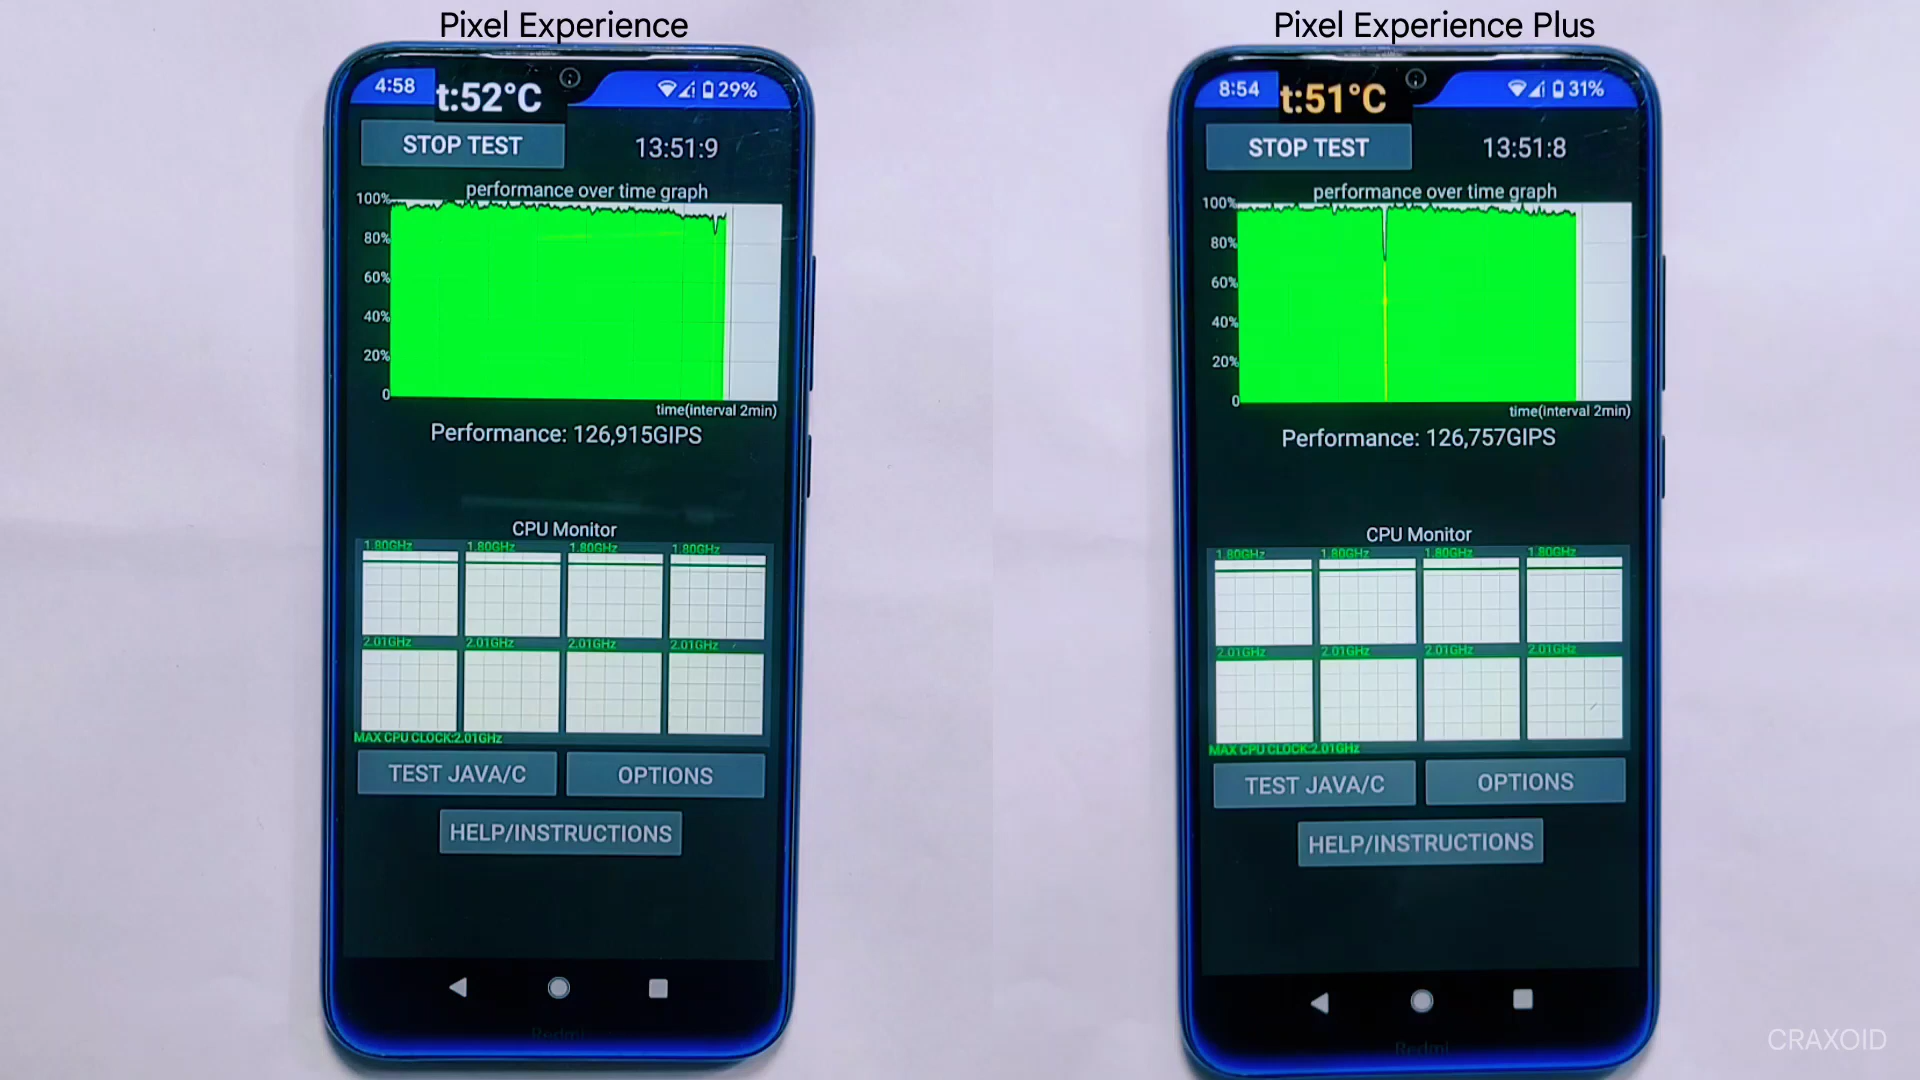 Pixel Experience
4:58
t:52°C
29%
STOP TEST
13:51:9
performance over time graph
100%
80%
60%
40%
20%
0
time(interval 2min)
Performance: 126,915GIPS
CPU Monitor
1.80GHz 1.80GHz 1.80GHz 1.80GHz
2.01GHz 2.01GHz 2.01GHz 2.01GHz
MAX CPU CLOCK:2.01GHz
TEST JAVA/C
OPTIONS
HELP/INSTRUCTIONS
Redmi
Pixel Experience Plus
8:54
t:51°C
31%
STOP TEST
13:51:8
performance over time graph
100%
80%
60%
40%
20%
0
time(interval 2min)
Performance: 126,757GIPS
CPU Monitor
1.80GHz 1.80GHz 1.80GHz 1.80GHz
2.01GHz 2.01GHz 2.01GHz 2.01GHz
MAX CPU CLOCK:2.01GHz
TEST JAVA/C
OPTIONS
HELP/INSTRUCTIONS
Redmi
CRAXOID